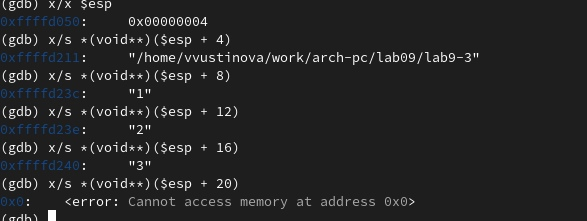 (gdb) x/x $esp
0xffffd050:     0x00000004
(gdb) x/s *(void**)($esp + 4)
0xffffd211:     "/home/vvustinova/work/arch-pc/lab09/lab9-3"
(gdb) x/s *(void**)($esp + 8)
0xffffd23c:     "1"
(gdb) x/s *(void**)($esp + 12)
0xffffd23e:     "2"
(gdb) x/s *(void**)($esp + 16)
0xffffd240:     "3"
(gdb) x/s *(void**)($esp + 20)
0x0:    <error: Cannot access memory at address 0x0>
(gdb)